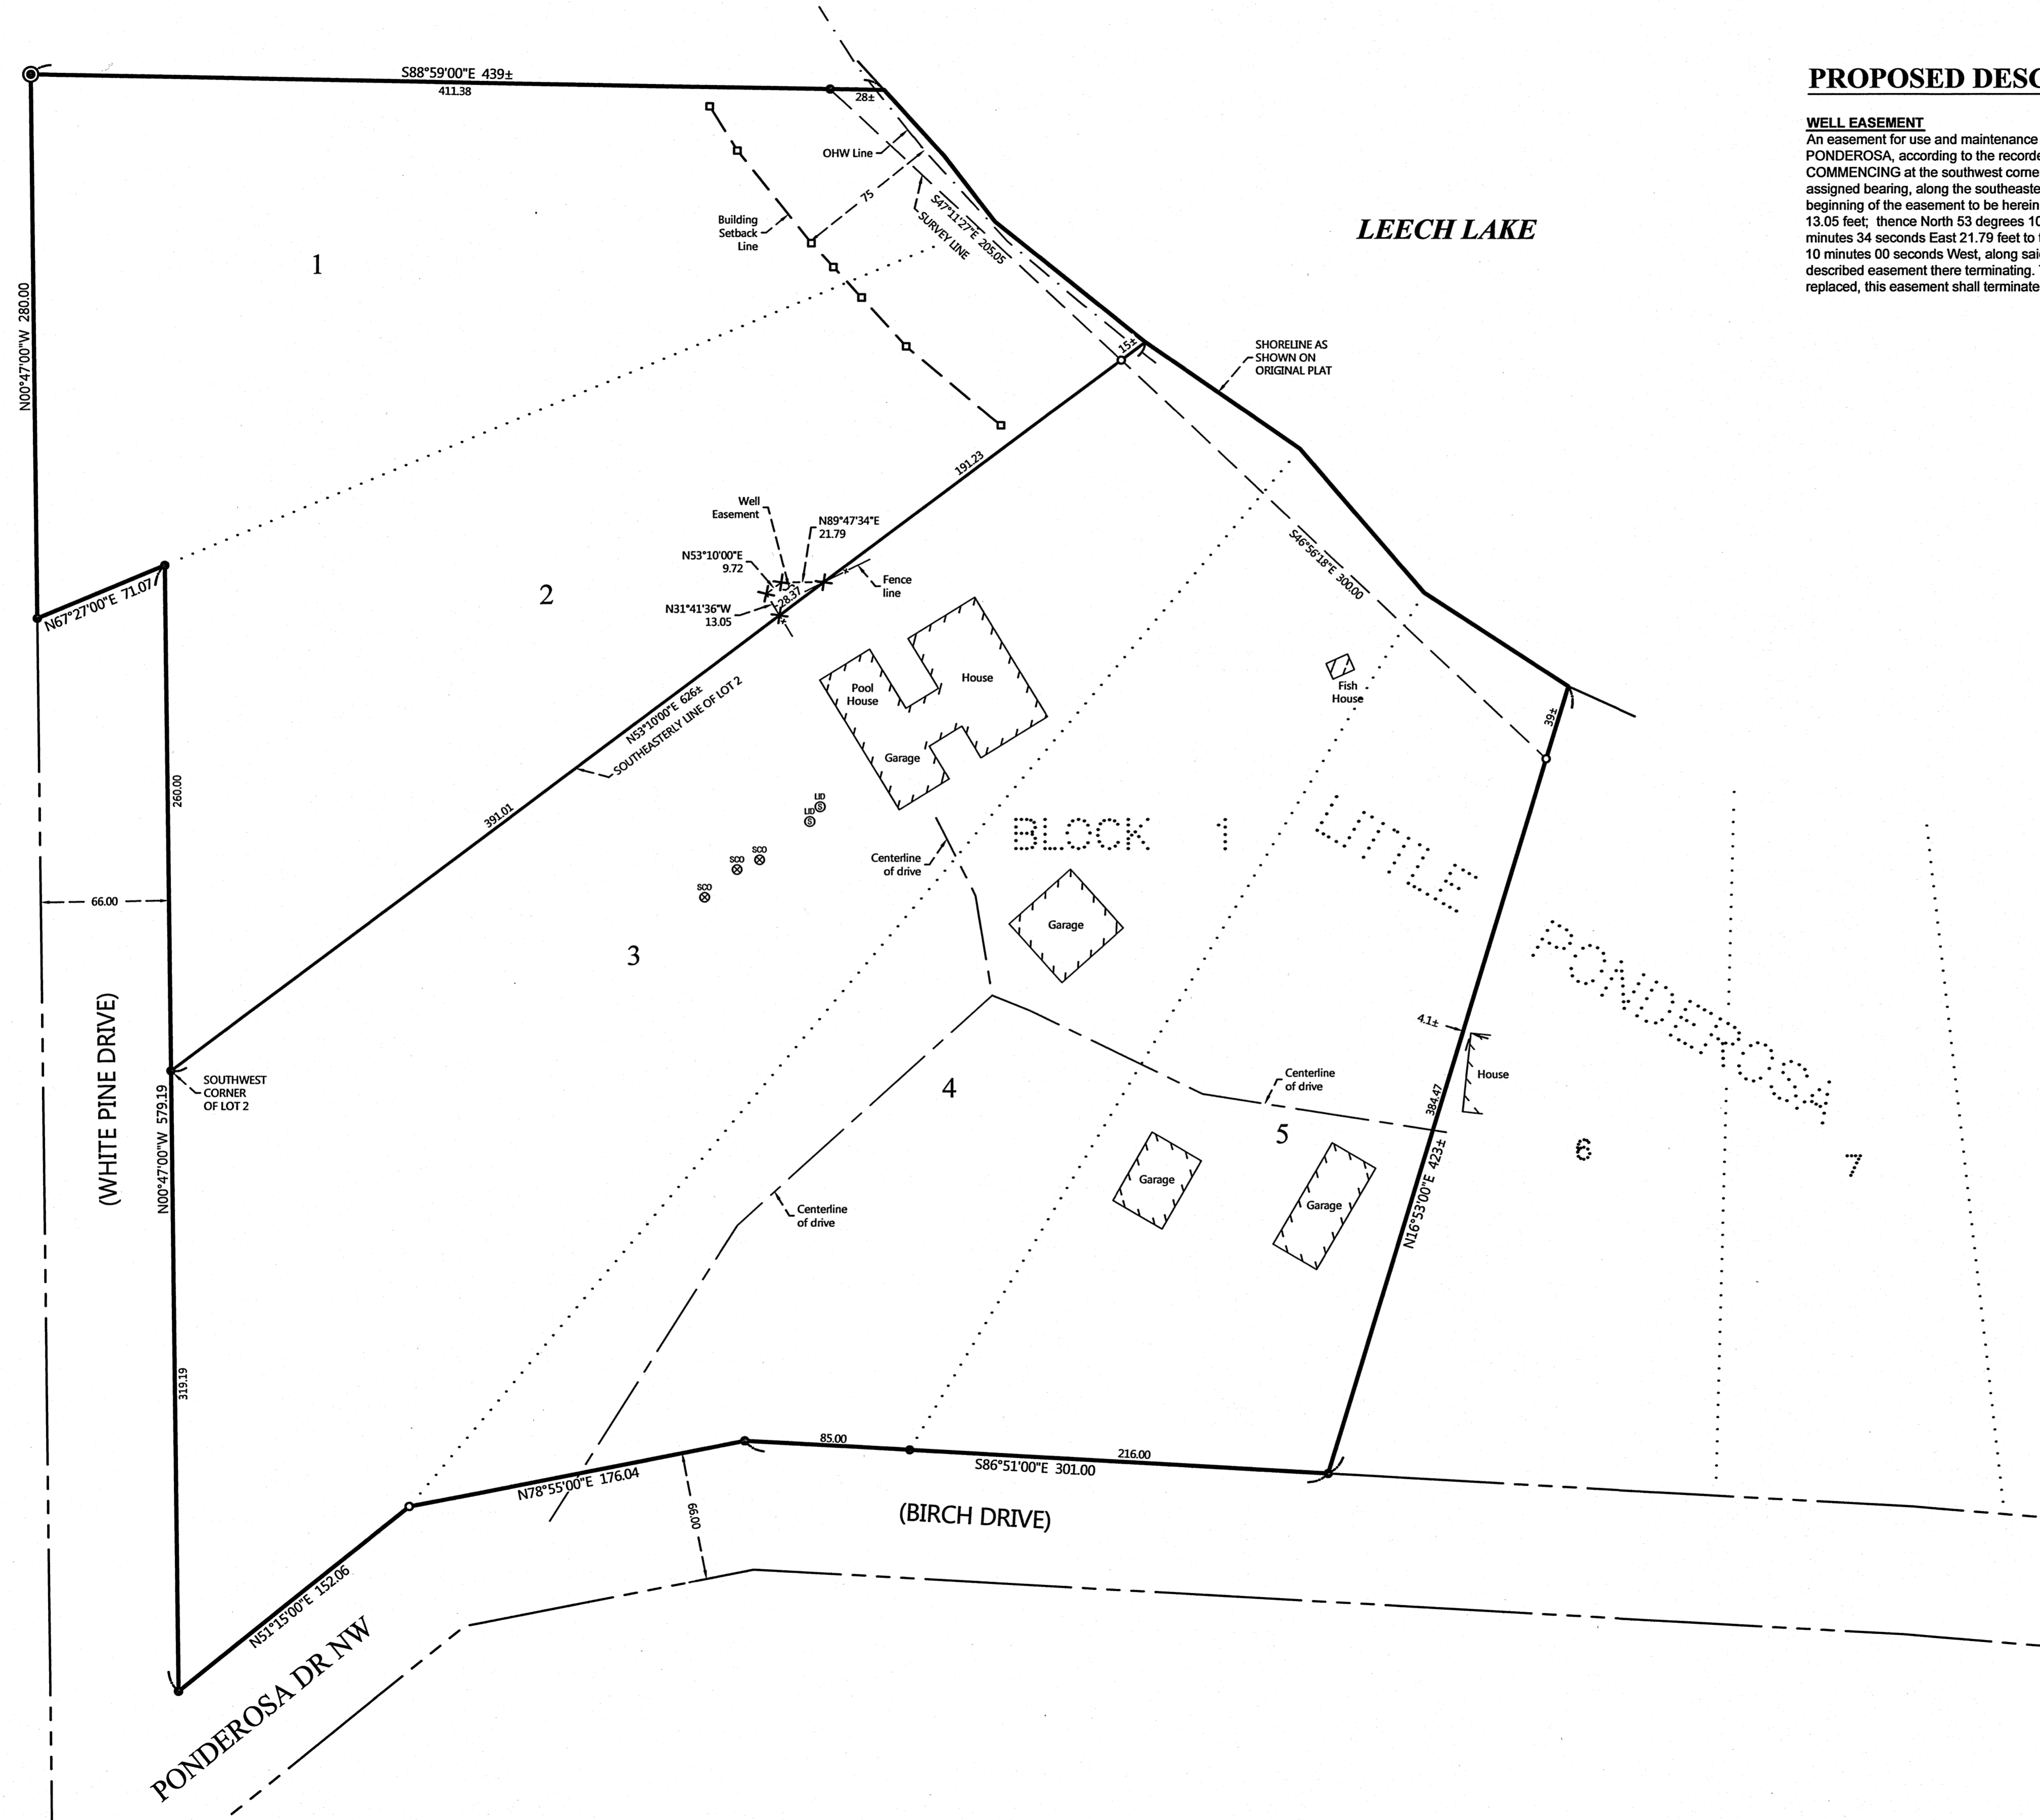 S88°59'00"E 439±
411.38
28±
PROPOSED DESC
WELL EASEMENT
An easement for use and maintenance
PONDEROSA, according to the recorde
COMMENCING at the southwest corne
assigned bearing, along the southeaste
beginning of the easement to be herein
13.05 feet; thence North 53 degrees 10
minutes 34 seconds East 21.79 feet to
10 minutes 00 seconds West, along sai
described easement there terminating.
replaced, this easement shall terminate
OHW Line
75
Building
Setback
Line
S47°11'27"E 205.05
SURVEY LINE
LEECH LAKE
1
N00°47'00"W 280.00
15±
SHORELINE AS
SHOWN ON
ORIGINAL PLAT
191.23
Well
Easement
N89°47'34"E
21.79
N53°10'00"E
9.72
28.37
N31°41'36"W
13.05
Fence
line
2
N67°27'00"E 71.07
S46°56'18"E 300.00
House
Pool
House
Garage
Fish
House
39±
N53°10'00"E 626±
SOUTHEASTERLY LINE OF LOT 2
260.00
391.01
LID
S
LID
S
SCO
SCO
SCO
Centerline
of drive
BLOCK 1
LITTLE
PONDEROSA
66.00
Garage
3
4.1±
House
(WHITE PINE DRIVE)
SOUTHWEST
CORNER
OF LOT 2
N00°47'00"W 579.19
4
Centerline
of drive
384.47
5
6
7
N16°53'00"E 423±
Garage
Garage
Centerline
of drive
319.19
85.00
216.00
S86°51'00"E 301.00
N78°55'00"E 176.04
66.00
(BIRCH DRIVE)
N51°15'00"E 152.06
PONDEROSA DR NW